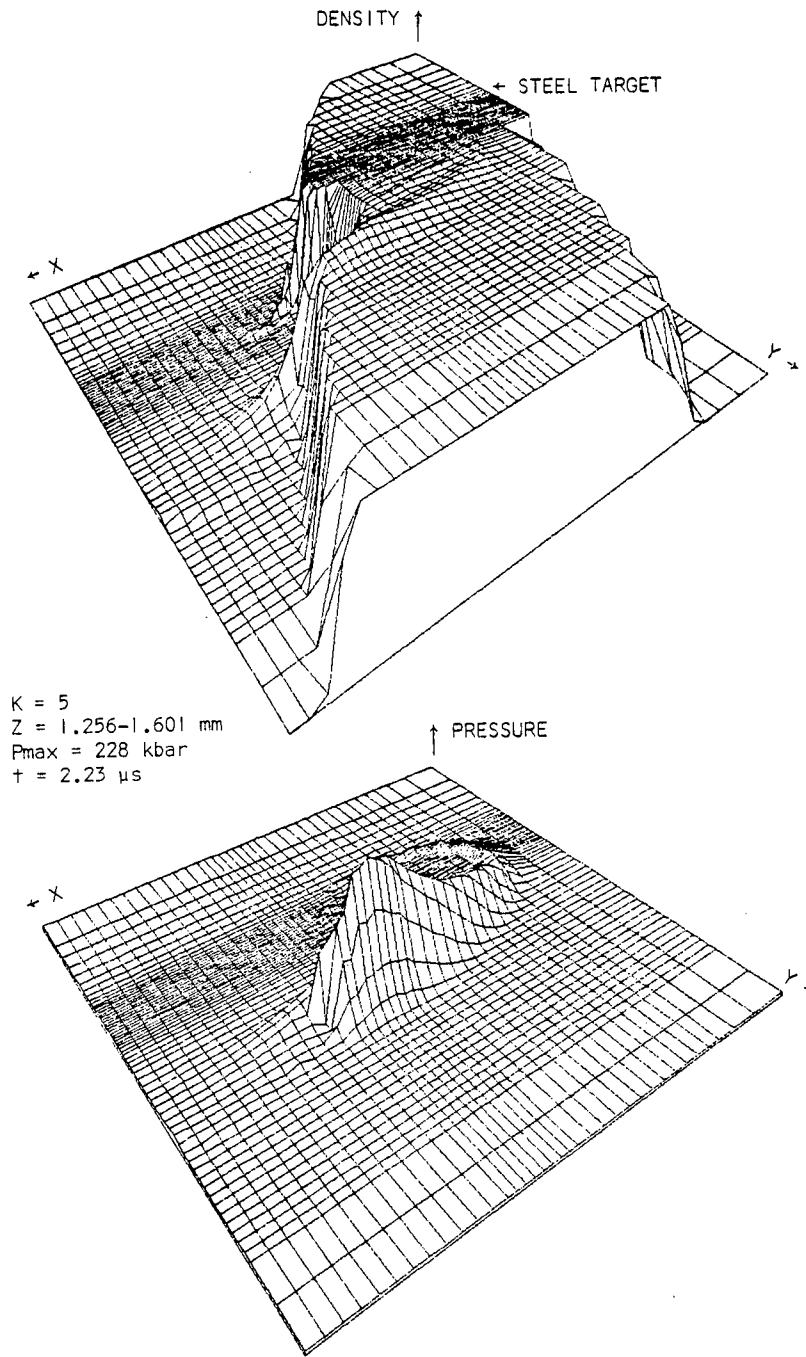 DENSITY ↑
← STEEL TARGET
← X
Y →
K = 5
Z = 1.256-1.601 mm
Pmax = 228 kbar
t = 2.23 µs
↑ PRESSURE
← X
Y →